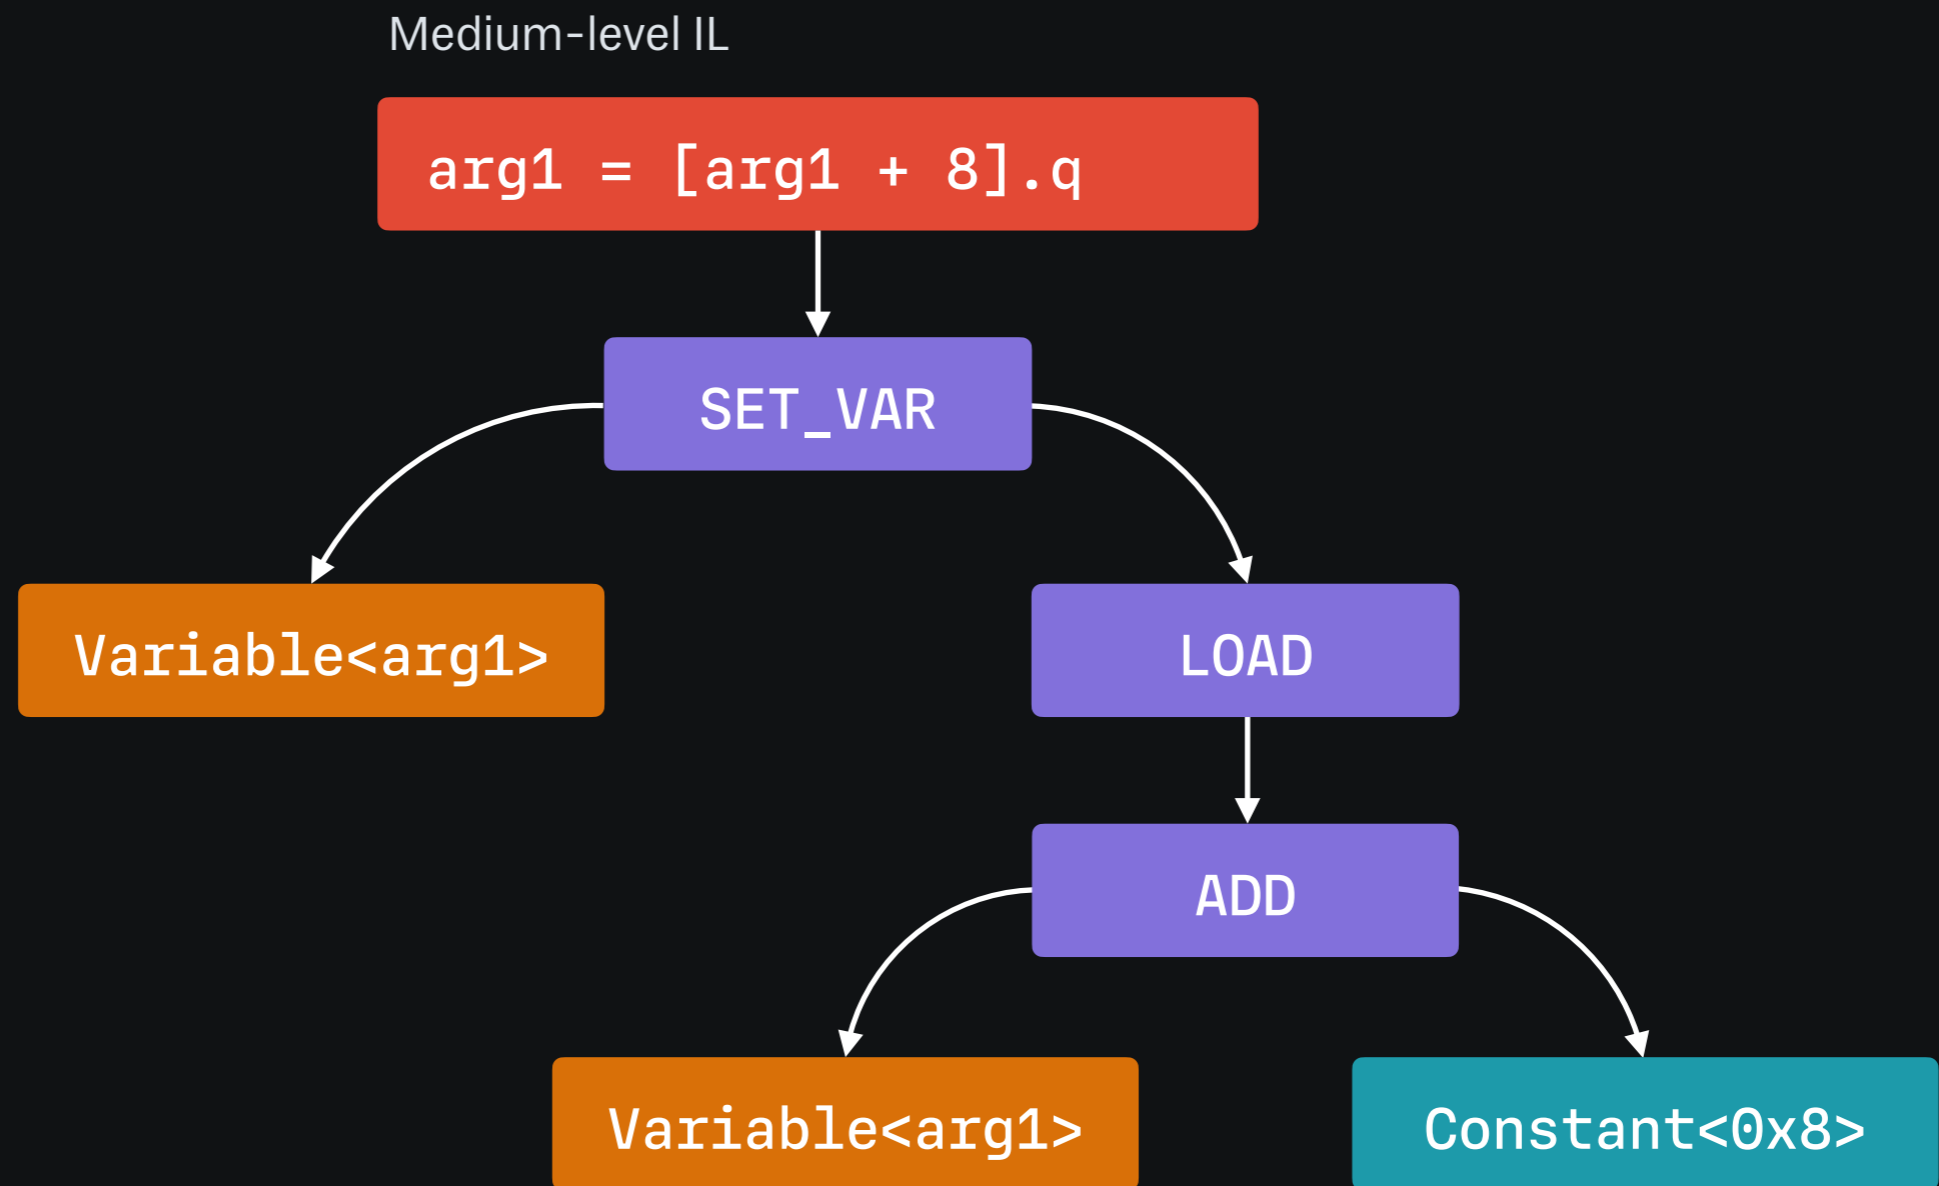 Medium-level IL
arg1 = [arg1 + 8].q
SET_VAR
Variable<arg1>
LOAD
ADD
Variable<arg1>
Constant<0x8>